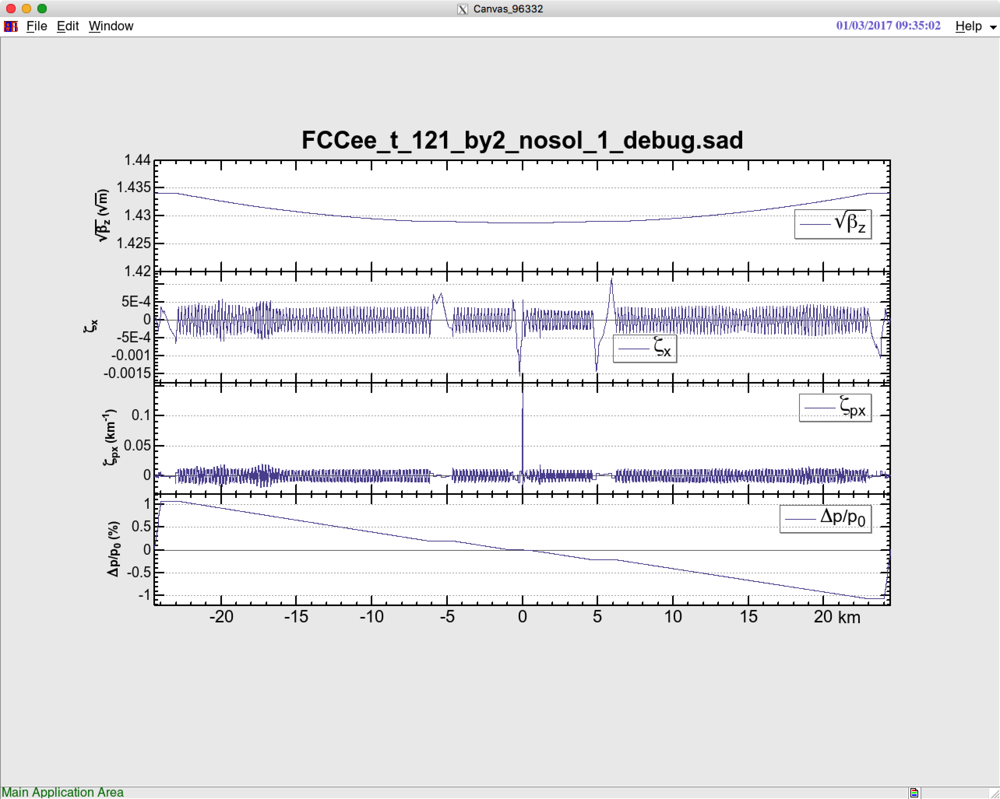 Canvas_96332
File Edit Window 01/03/2017 09:35:02 Help
FCCee_t_121_by2_nosol_1_debug.sad
1.44
1.435
1.43
1.425
1.42
√βz (√m)
√βz
5E-4
0
-5E-4
-0.001
-0.0015
ζx
ζx
0.1
0.05
0
ζpx (km-1)
ζpx
1
0.5
0
-0.5
-1
Δp/p0 (%)
Δp/p0
-20 -15 -10 -5 0 5 10 15 20 km
Main Application Area